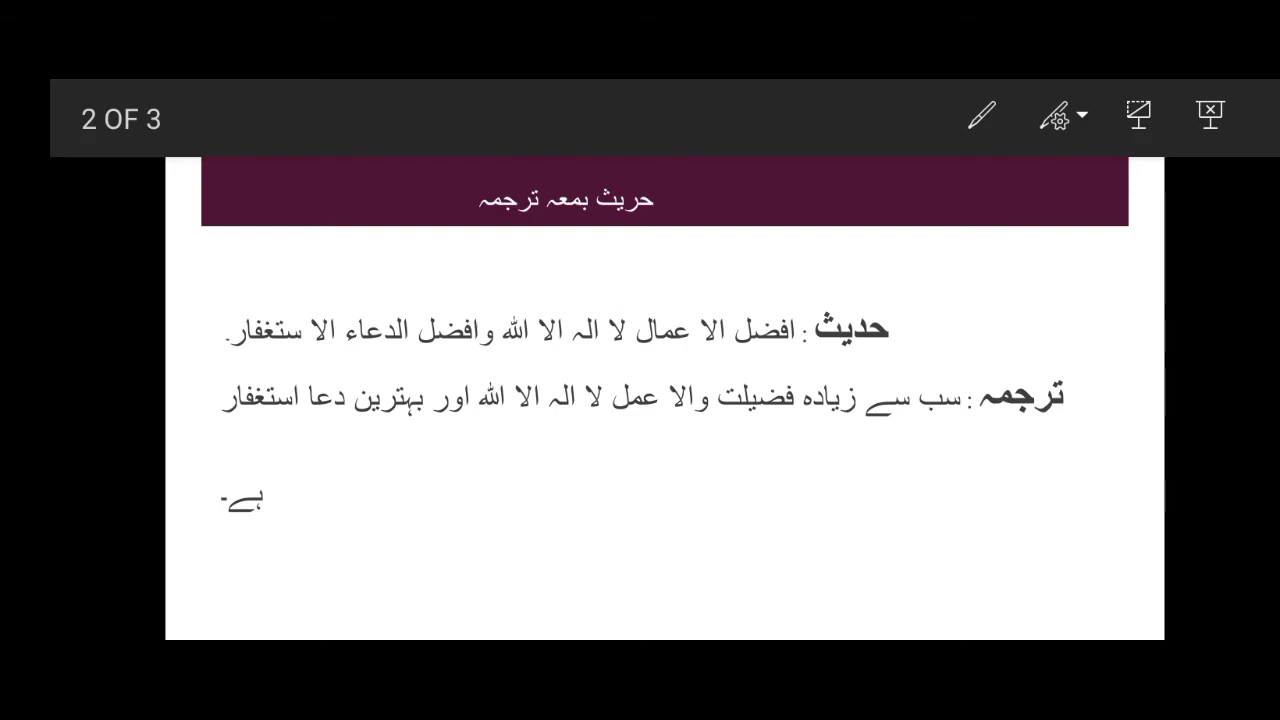 2 OF 3
حریث بمعہ ترجمہ
حدیث : افضل الا عمال لا الہ الا اللہ وافضل الدعاء الا ستغفار.
ترجمہ : سب سے زیادہ فضیلت والا عمل لا الہ الا اللہ اور بہترین دعا استغفار
ہے۔